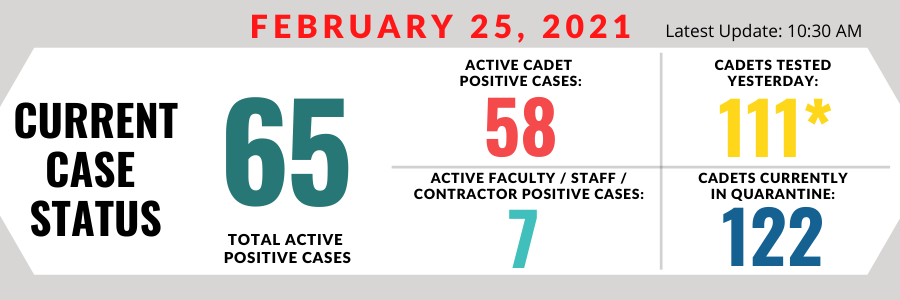 FEBRUARY 25, 2021
Latest Update: 10:30 AM
CURRENT
CASE
STATUS
65
TOTAL ACTIVE
POSITIVE CASES
ACTIVE CADET
POSITIVE CASES:
58
CADETS TESTED
YESTERDAY:
111*
ACTIVE FACULTY / STAFF /
CONTRACTOR POSITIVE CASES:
7
CADETS CURRENTLY
IN QUARANTINE:
122